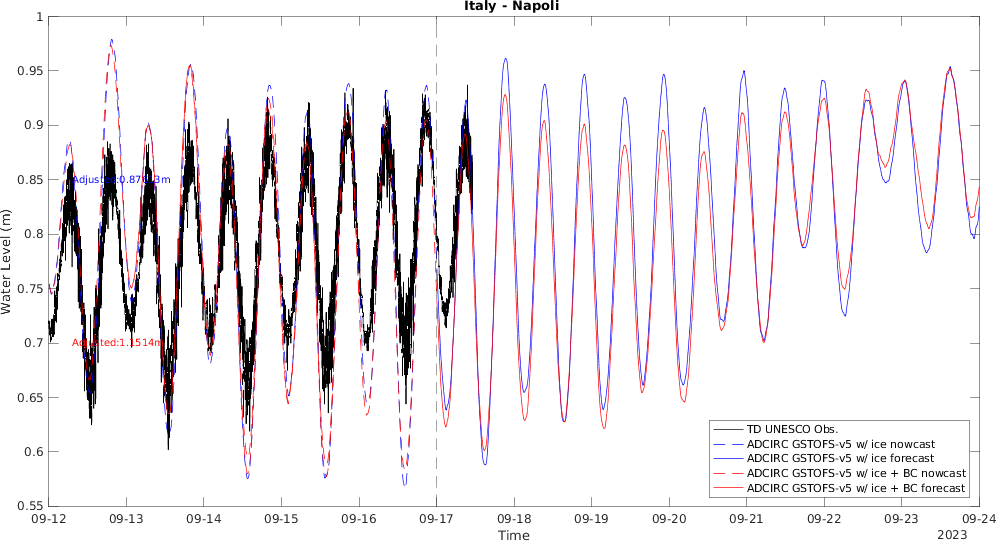 Italy - Napoli
Water Level (m)
1
0.95
0.9
0.85
0.8
0.75
0.7
0.65
0.6
0.55
Adjusted:1.1514m
TD UNESCO Obs.
ADCIRC GSTOFS-v5 w/ ice nowcast
ADCIRC GSTOFS-v5 w/ ice forecast
ADCIRC GSTOFS-v5 w/ ice + BC nowcast
ADCIRC GSTOFS-v5 w/ ice + BC forecast
09-12 09-13 09-14 09-15 09-16 09-17 09-18 09-19 09-20 09-21 09-22 09-23 09-24
Time
2023